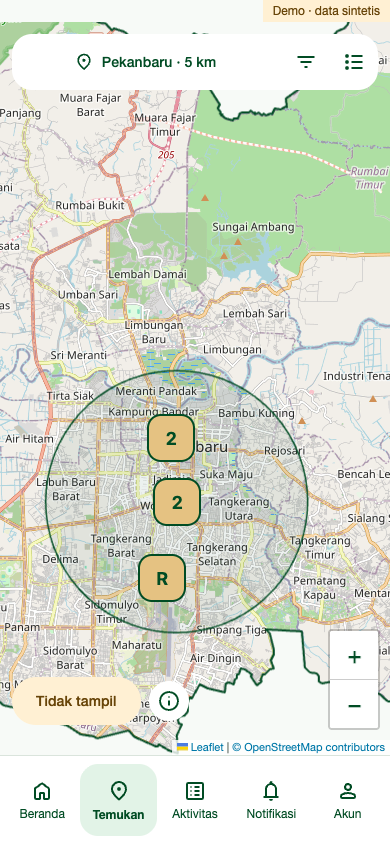 Demo · data sintetis
Pekanbaru · 5 km
Muara Fajar
Barat
Muara Fajar
Timur
205
Rumbai
Timur
Rumbai Bukit
Sungai Ambang
Lembah Damai
Umban Sari
Lembah Sari
Limbungan
Baru
Sri Meranti
Limbungan
Industri Tena
Meranti Pandak
Tirta Siak
Kampung Bandar
Bambu Kuning
Air Hitam
2
baru
Rejosari
Suka Maju
Bencah Le
Labuh Baru
Barat
2
Tangkerang
Utara
Sialang S
Tangkerang
Barat
Tangkerang
Timur
Delima
Tangkerang
Selatan
R
Pematang
Kapau
Mentan
Sidomulyo
Timur
Panam
Simpang Tiga
Maharatu
Sidomulyo
Barat
Air Dingin
+
−
Tidak tampil
Leaflet | © OpenStreetMap contributors
Beranda
Temukan
Aktivitas
Notifikasi
Akun